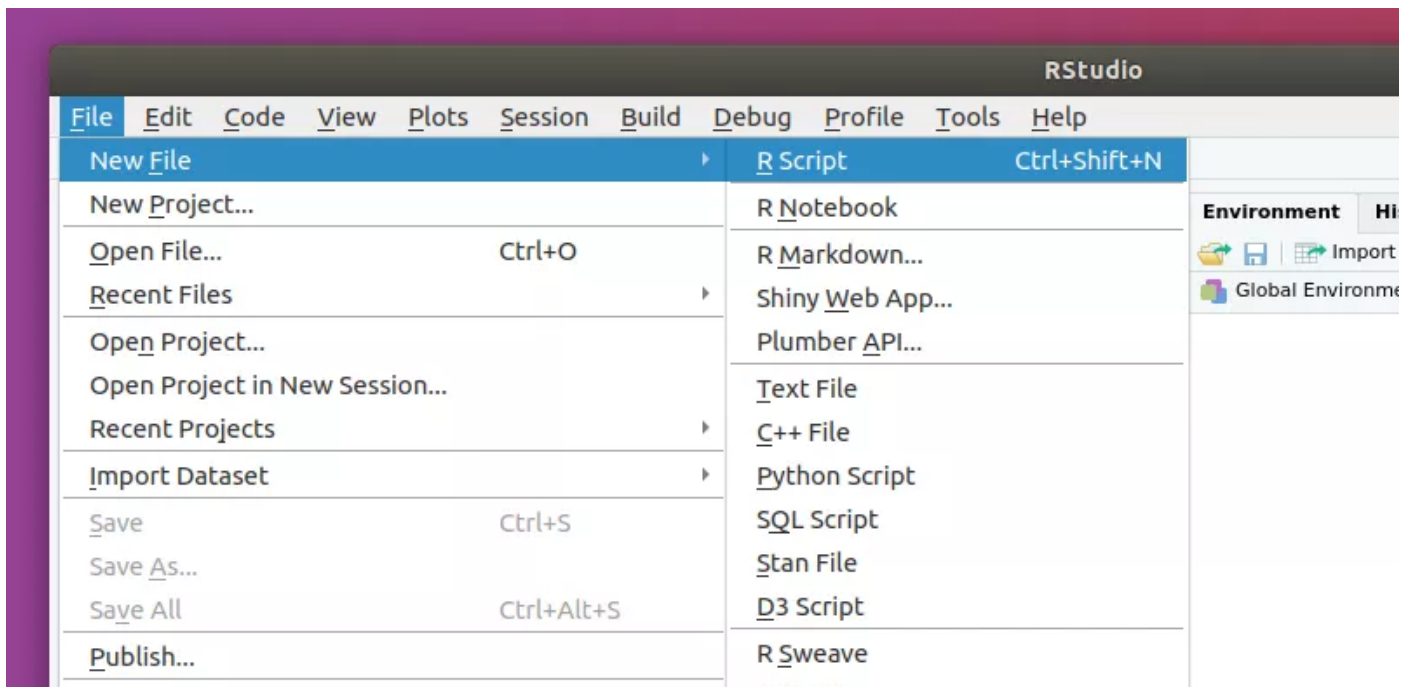 RStudio
File Edit Code View Plots Session Build Debug Profile Tools Help
New File
New Project...
Open File... Ctrl+O
Recent Files
Open Project...
Open Project in New Session...
Recent Projects
Import Dataset
Save Ctrl+S
Save As...
Save All Ctrl+Alt+S
Publish...
R Script Ctrl+Shift+N
R Notebook
R Markdown...
Shiny Web App...
Plumber API...
Text File
C++ File
Python Script
SQL Script
Stan File
D3 Script
R Sweave
Environment
Import
Global